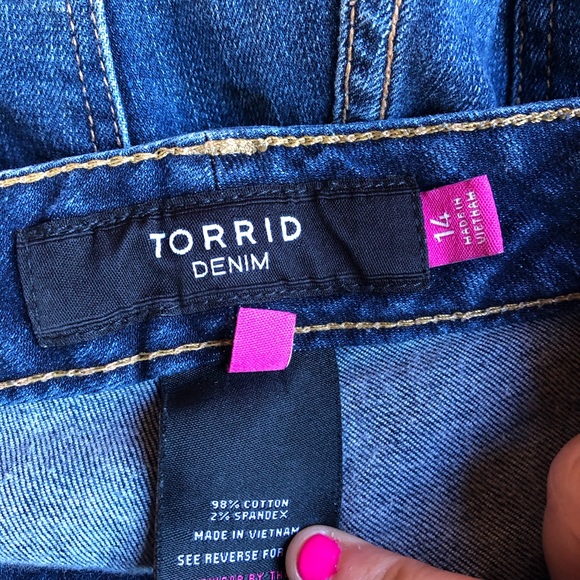 TORRID
DENIM
14
MADE IN
VIETNAM
98% COTTON
2% SPANDEX
MADE IN VIETNAM
SEE REVERSE FOR